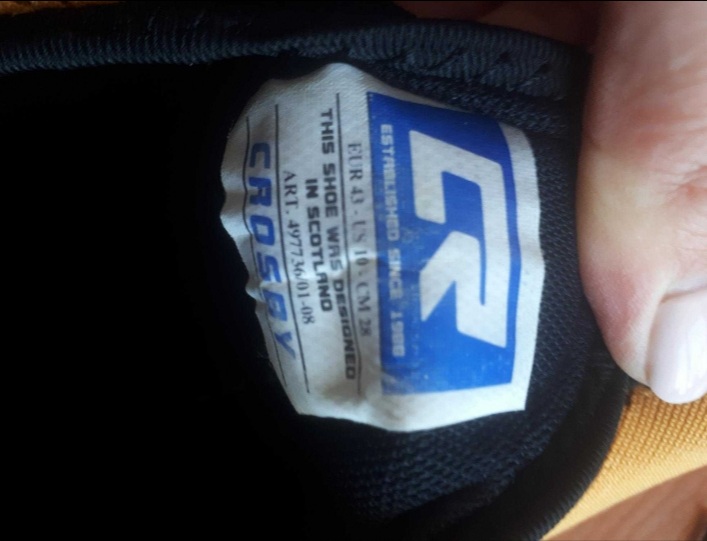 CR
ESTABLISHED SINCE 1988
EUR 43 - US 10 - CM 28
THIS SHOE WAS DESIGNED
IN SCOTLAND
ART. 497736/01-08
CROSBY